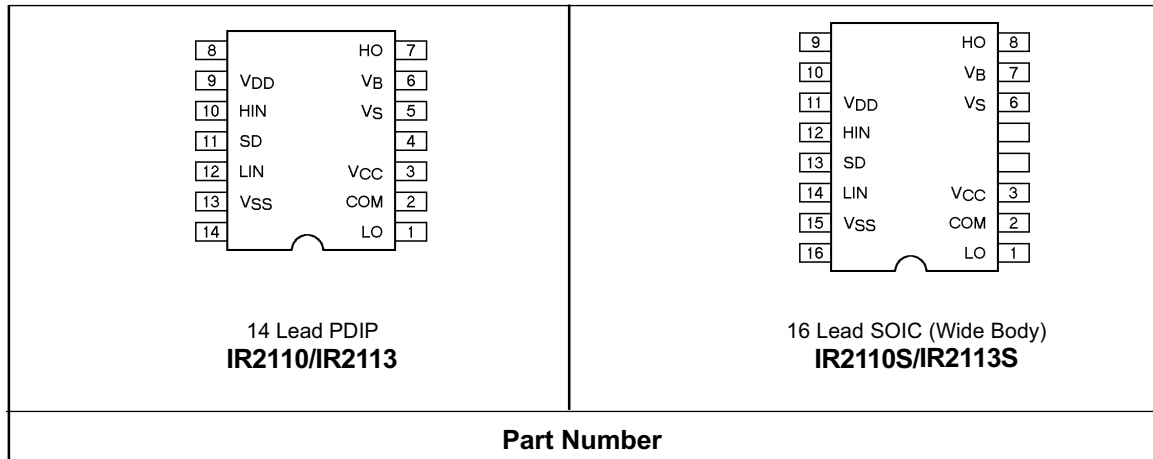 8 HO 7
9 VDD VB 6
10 HIN VS 5
11 SD 4
12 LIN VCC 3
13 VSS COM 2
14 LO 1
14 Lead PDIP
IR2110/IR2113
9 HO 8
10 VB 7
11 VDD VS 6
12 HIN
13 SD
14 LIN VCC 3
15 VSS COM 2
16 LO 1
16 Lead SOIC (Wide Body)
IR2110S/IR2113S
Part Number